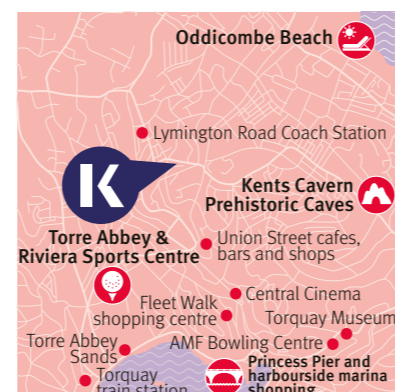 Oddicombe Beach
Lymington Road Coach Station
K
Kents Cavern
Prehistoric Caves
Torre Abbey &
Riviera Sports Centre
Union Street cafes,
bars and shops
Central Cinema
Fleet Walk
shopping centre
Torquay Museum
AMF Bowling Centre
Torre Abbey
Sands
Princess Pier and
harbourside marina
shopping
Torquay
train station